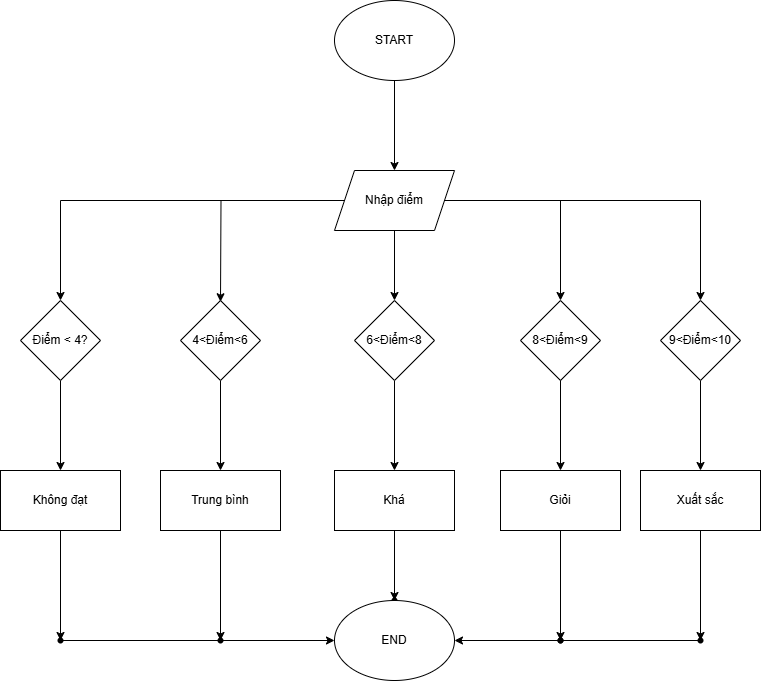 START
Nhập điểm
Điểm < 4?
4<Điểm<6
6<Điểm<8
8<Điểm<9
9<Điểm<10
Không đạt
Trung bình
Khá
Giỏi
Xuất sắc
END